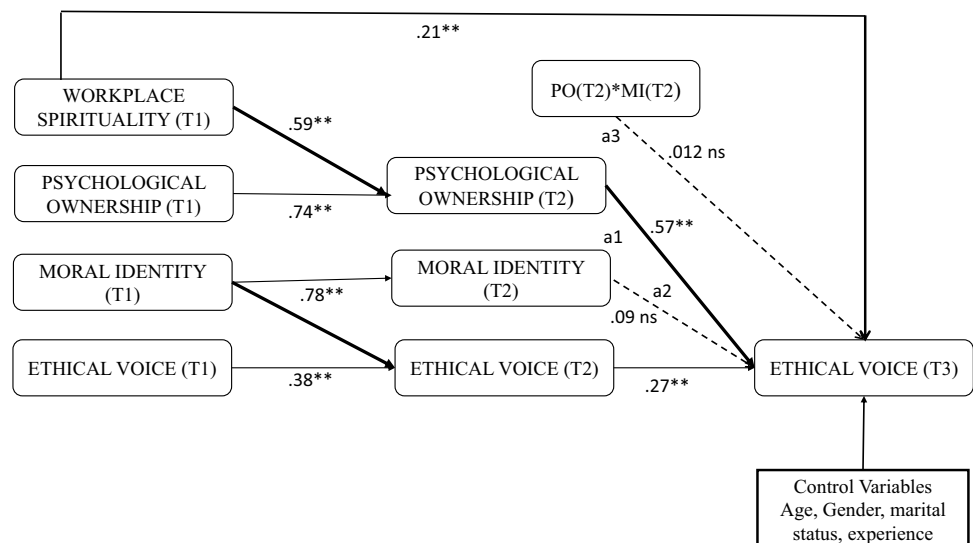 .21**
WORKPLACE
SPIRITUALITY (T1)
PO(T2)*MI(T2)
.59**
a3
.012 ns
PSYCHOLOGICAL
OWNERSHIP (T1)
PSYCHOLOGICAL
OWNERSHIP (T2)
.74**
.57**
a1
MORAL IDENTITY
(T1)
MORAL IDENTITY
(T2)
.78**
a2
.09 ns
ETHICAL VOICE (T1)
ETHICAL VOICE (T2)
ETHICAL VOICE (T3)
.38**
.27**
Control Variables
Age, Gender, marital
status, experience